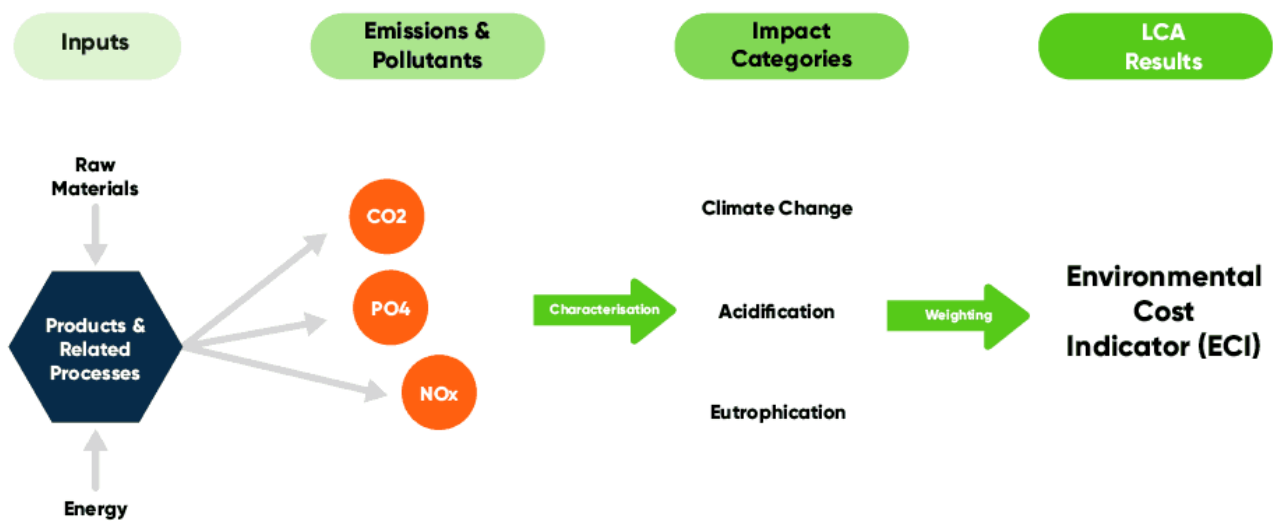 Inputs
Emissions &
Pollutants
Impact
Categories
LCA
Results
Raw
Materials
Products &
Related
Processes
Energy
CO2
PO4
NOx
Characterisation
Climate Change
Acidification
Eutrophication
Weighting
Environmental
Cost
Indicator (ECI)